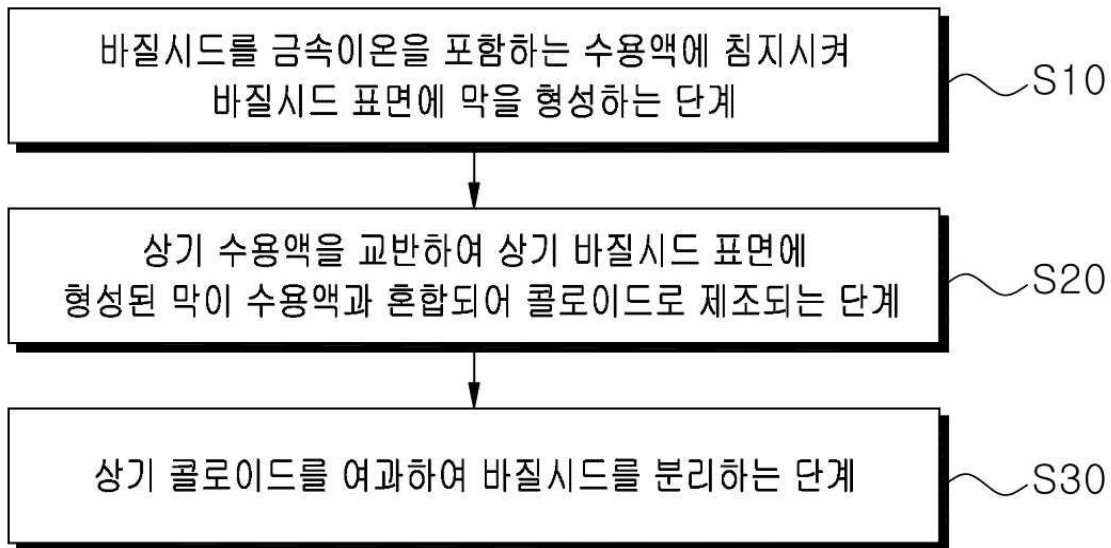 바질시드를 금속이온을 포함하는 수용액에 침지시켜
바질시드 표면에 막을 형성하는 단계
S10
상기 수용액을 교반하여 상기 바질시드 표면에
형성된 막이 수용액과 혼합되어 콜로이드로 제조되는 단계
S20
상기 콜로이드를 여과하여 바질시드를 분리하는 단계
S30